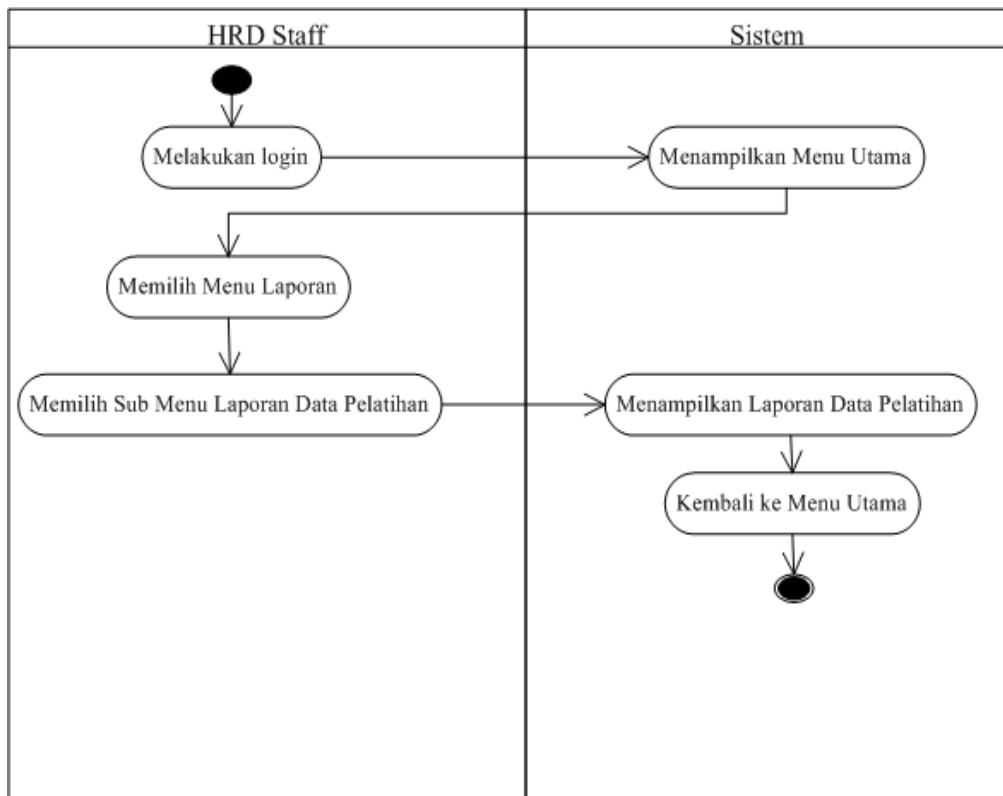 HRD Staff
Sistem
Melakukan login
Menampilkan Menu Utama
Memilih Menu Laporan
Memilih Sub Menu Laporan Data Pelatihan
Menampilkan Laporan Data Pelatihan
Kembali ke Menu Utama